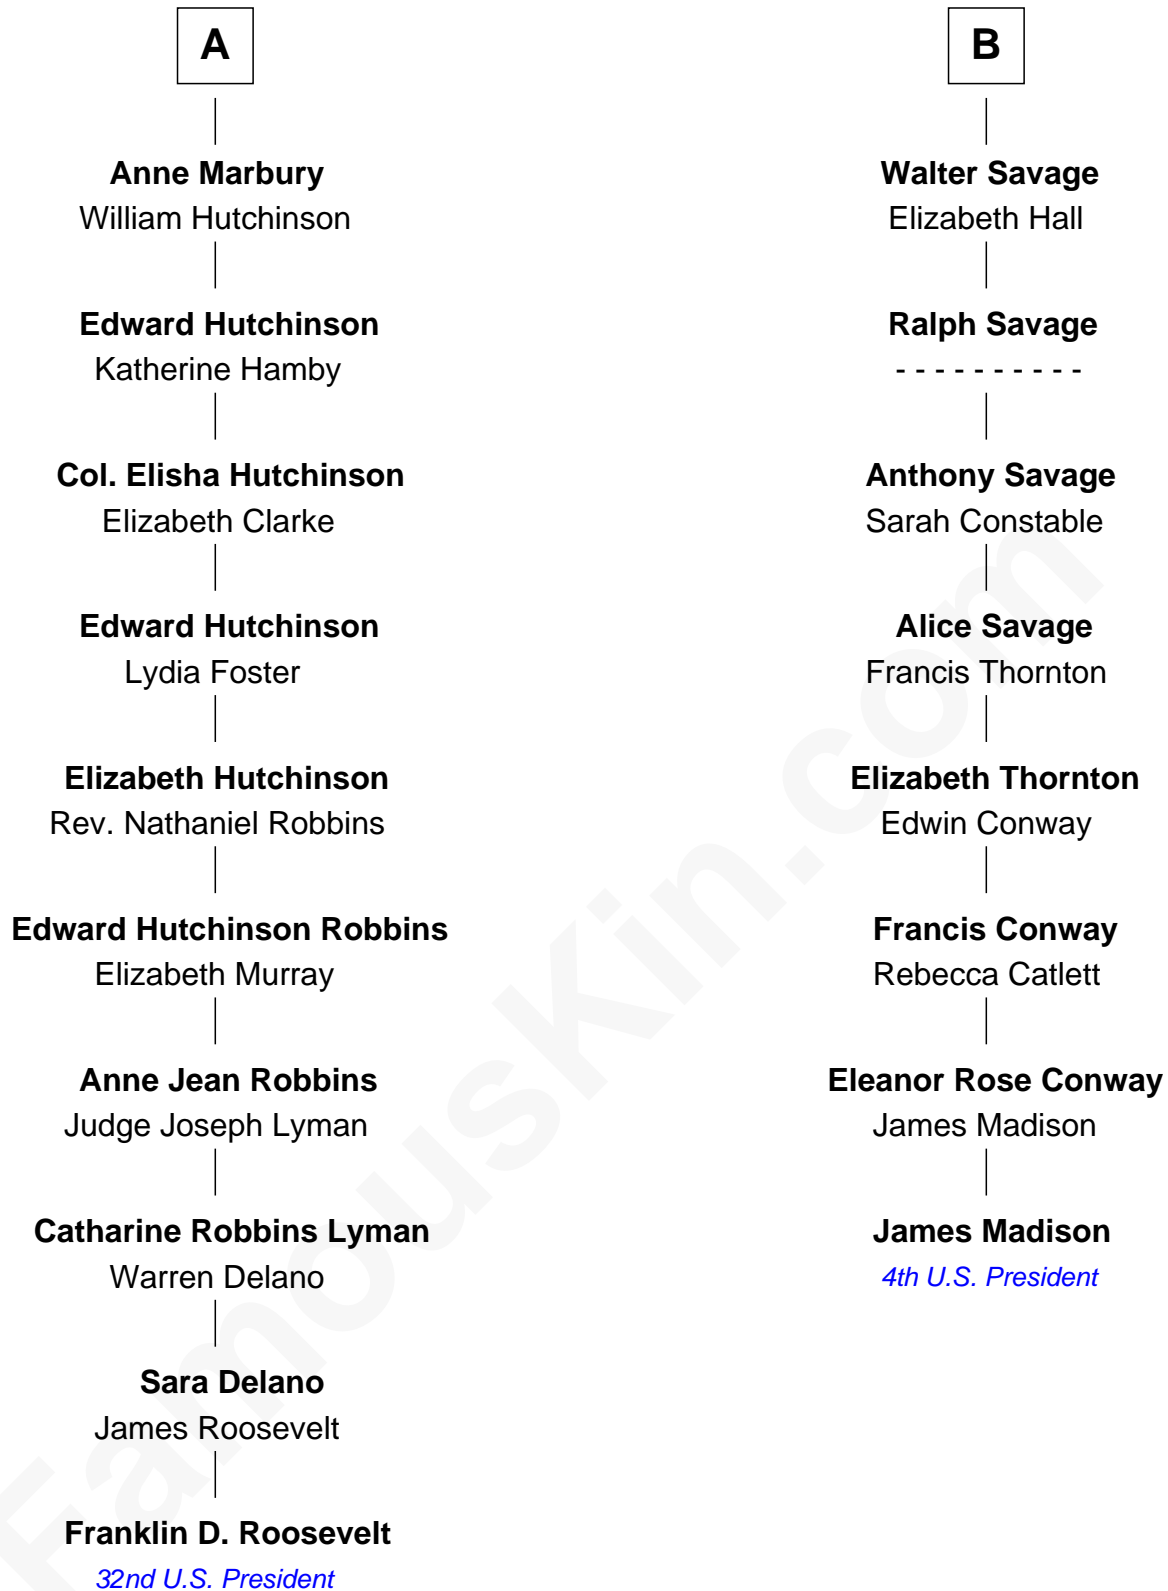 A
Anne Marbury
William Hutchinson
Edward Hutchinson
Katherine Hamby
Col. Elisha Hutchinson
Elizabeth Clarke
Edward Hutchinson
Lydia Foster
Elizabeth Hutchinson
Rev. Nathaniel Robbins
Edward Hutchinson Robbins
Elizabeth Murray
Anne Jean Robbins
Judge Joseph Lyman
Catharine Robbins Lyman
Warren Delano
Sara Delano
James Roosevelt
Franklin D. Roosevelt
32nd U.S. President
B
Walter Savage
Elizabeth Hall
Ralph Savage
- - - - - - - - - -
Anthony Savage
Sarah Constable
Alice Savage
Francis Thornton
Elizabeth Thornton
Edwin Conway
Francis Conway
Rebecca Catlett
Eleanor Rose Conway
James Madison
James Madison
4th U.S. President
FamousKin.com